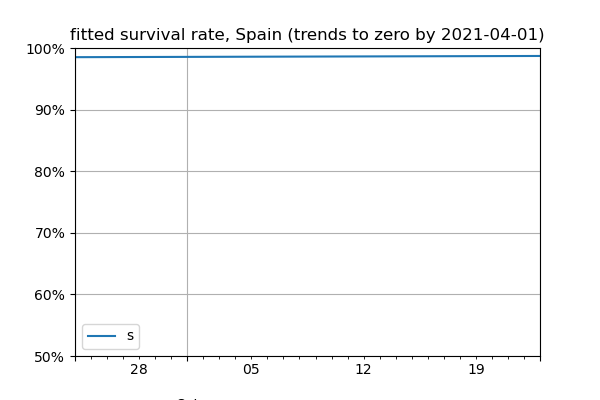 fitted survival rate, Spain (trends to zero by 2021-04-01)
100%
90%
80%
70%
60%
50%
s
28 05 12 19